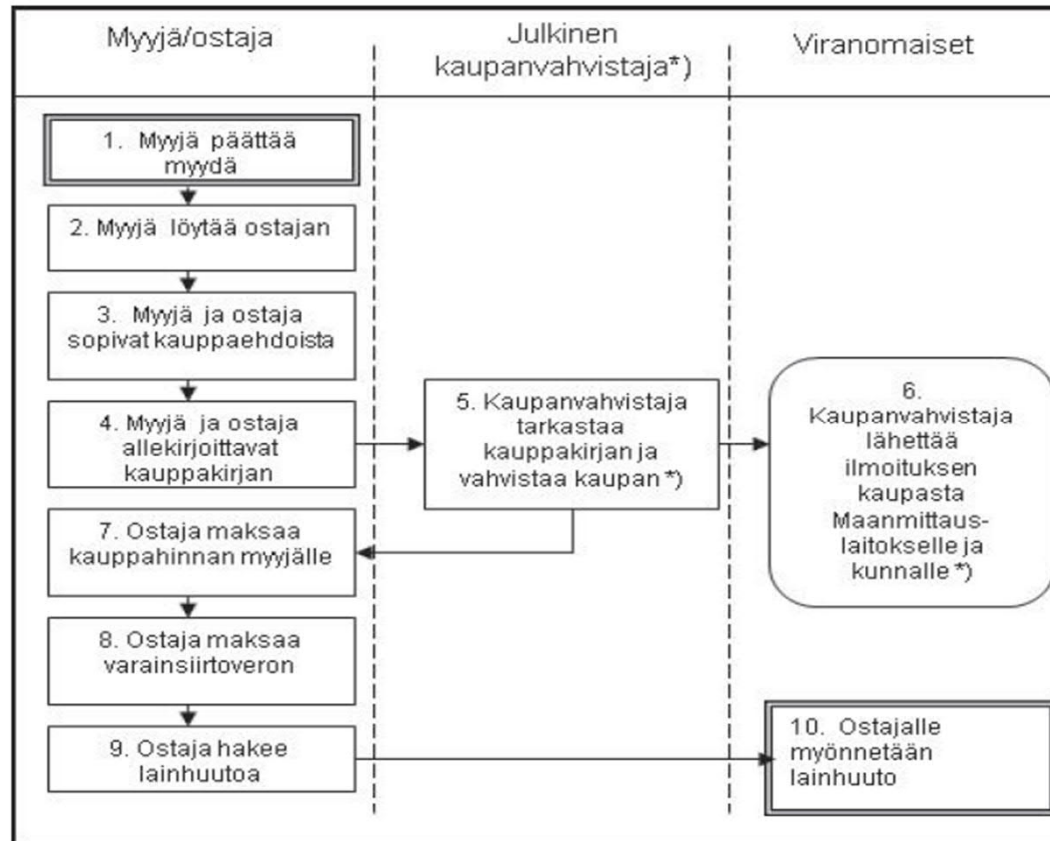 Myyjä/ostaja
Julkinen
kaupanvahvistaja*)
Viranomaiset
1. Myyjä päättää
myydä
2. Myyjä löytää ostajan
3. Myyjä ja ostaja
sopivat kauppaehdoista
4. Myyjä ja ostaja
allekirjoittavat
kauppakirjan
5. Kaupanvahvistaja
tarkastaa
kauppakirjan ja
vahvistaa kaupan *)
6.
Kaupanvahvistaja
lähettää
ilmoituksen
kaupasta
Maanmittaus-
laitokselle ja
kunnalle *)
7. Ostaja maksaa
kauppahinnan myyjälle
8. Ostaja maksaa
varainsiirtoveron
9. Ostaja hakee
lainhuutoa
10. Ostajalle
myönnetään
lainhuuto